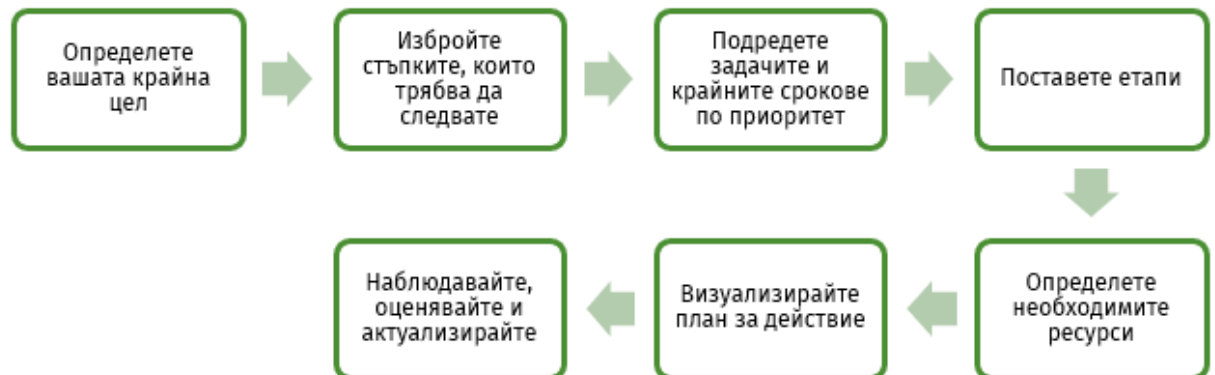 Определете
вашата крайна
цел
Избройте
стъпките, които
трябва да
следвате
Подредете
задачите и
крайните срокове
по приоритет
Поставете етапи
Определете
необходимите
ресурси
Визуализирайте
план за действие
Наблюдавайте,
оценявайте и
актуализирайте